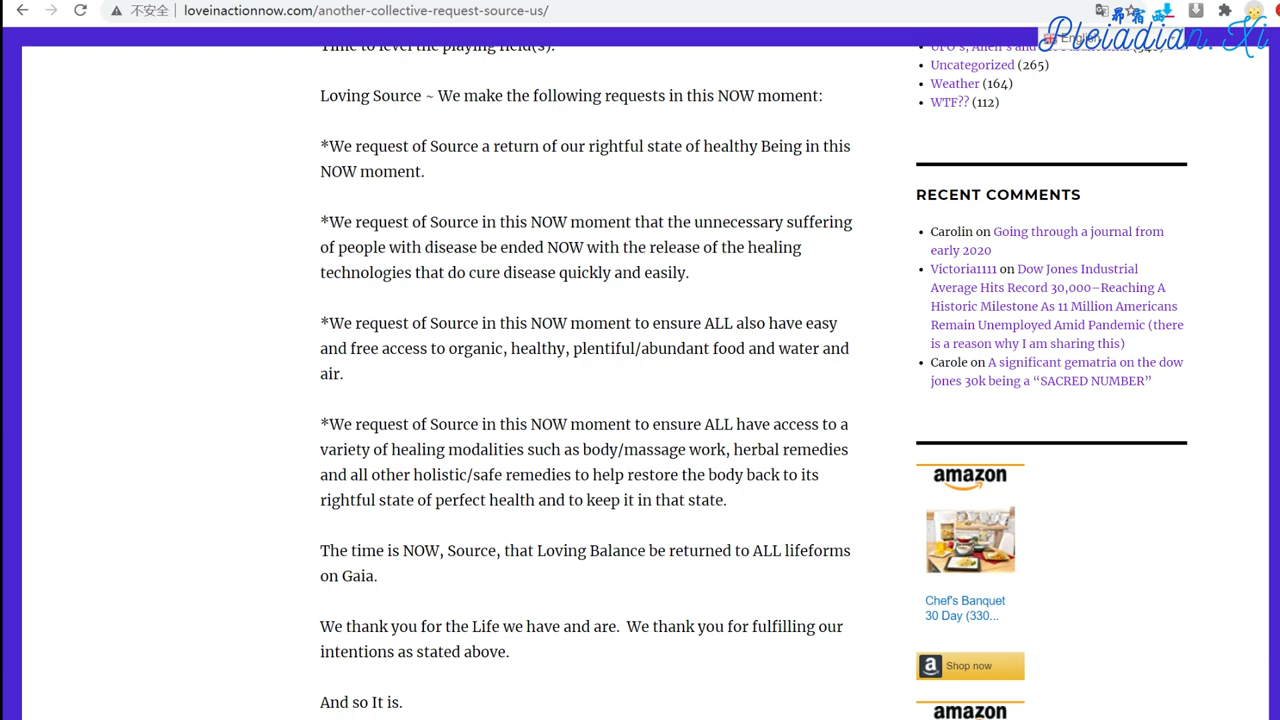 不安全
loveinactionnow.com/another-collective-request-source-us/
昴宿西
Pleiadian.Xi
English
Time to level the playing field(s).
Loving Source ~ We make the following requests in this NOW moment:
*We request of Source a return of our rightful state of healthy Being in this
NOW moment.
*We request of Source in this NOW moment that the unnecessary suffering
of people with disease be ended NOW with the release of the healing
technologies that do cure disease quickly and easily.
*We request of Source in this NOW moment to ensure ALL also have easy
and free access to organic, healthy, plentiful/abundant food and water and
air.
*We request of Source in this NOW moment to ensure ALL have access to a
variety of healing modalities such as body/massage work, herbal remedies
and all other holistic/safe remedies to help restore the body back to its
rightful state of perfect health and to keep it in that state.
The time is NOW, Source, that Loving Balance be returned to ALL lifeforms
on Gaia.
We thank you for the Life we have and are.  We thank you for fulfilling our
intentions as stated above.
And so It is.
UFO's, Alien's and
Uncategorized (265)
Weather (164)
WTF?? (112)
RECENT COMMENTS
Carolin on Going through a journal from
early 2020
Victoria1111 on Dow Jones Industrial
Average Hits Record 30,000–Reaching A
Historic Milestone As 11 Million Americans
Remain Unemployed Amid Pandemic (there
is a reason why I am sharing this)
Carole on A significant gematria on the dow
jones 30k being a “SACRED NUMBER”
amazon
Chef's Banquet
30 Day (330...
Shop now
amazon